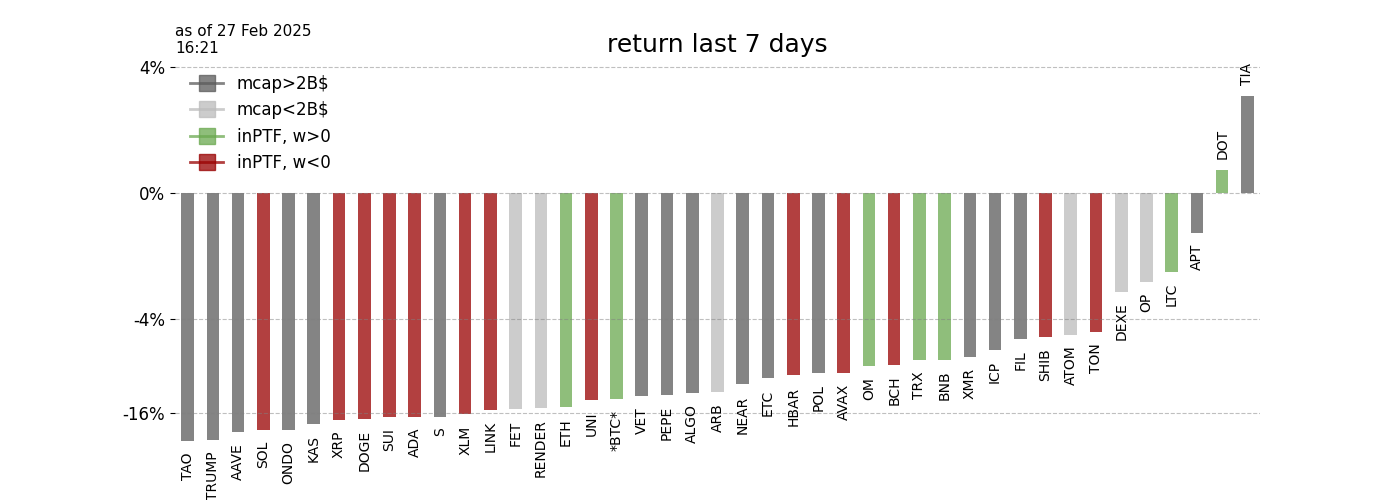 as of 27 Feb 2025
16:21
return last 7 days
4%
0%
-4%
-16%
mcap>2B$
mcap<2B$
inPTF, w>0
inPTF, w<0
TAO
TRUMP
AAVE
SOL
ONDO
KAS
XRP
DOGE
SUI
ADA
S
XLM
LINK
FET
RENDER
ETH
UNI
*BTC*
VET
PEPE
ALGO
ARB
NEAR
ETC
HBAR
POL
AVAX
OM
BCH
TRX
BNB
XMR
ICP
FIL
SHIB
ATOM
TON
DEXE
OP
LTC
APT
DOT
TIA